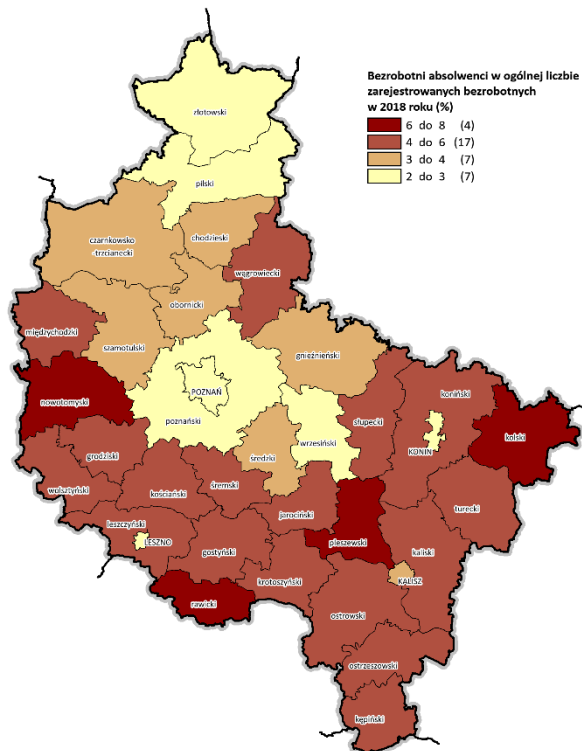 Bezrobotni absolwenci w ogólnej liczbie
zarejestrowanych bezrobotnych
w 2018 roku (%)
6 do 8 (4)
4 do 6 (17)
3 do 4 (7)
2 do 3 (7)
złotowski
pilski
czarnkowsko
-trzcianecki
chodzieski
wągrowiecki
obornicki
międzychodzki
szamotulski
gnieźnieński
POZNAŃ
nowotomyski
poznański
wrzesiński
słupecki
koniński
KONIN
kolski
średzki
grodziski
wolsztyński
kościański
śremski
jarociński
turecki
leszczyński
LESZNO
gostyński
pleszewski
kaliski
KALISZ
krotoszyński
rawicki
ostrowski
ostrzeszowski
kępiński